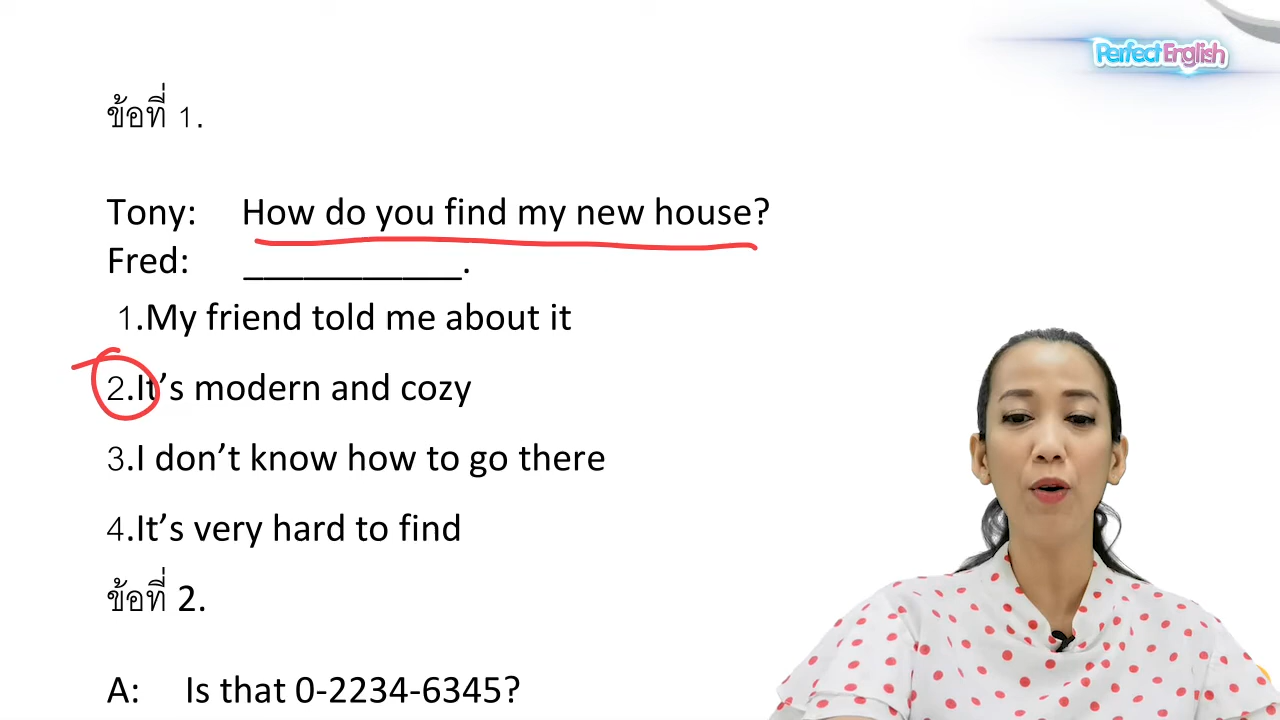 Perfect English
ข้อที่ 1.
Tony: How do you find my new house?
Fred: ___________.
1.My friend told me about it
2.It’s modern and cozy
3.I don’t know how to go there
4.It’s very hard to find
ข้อที่ 2.
A: Is that 0-2234-6345?